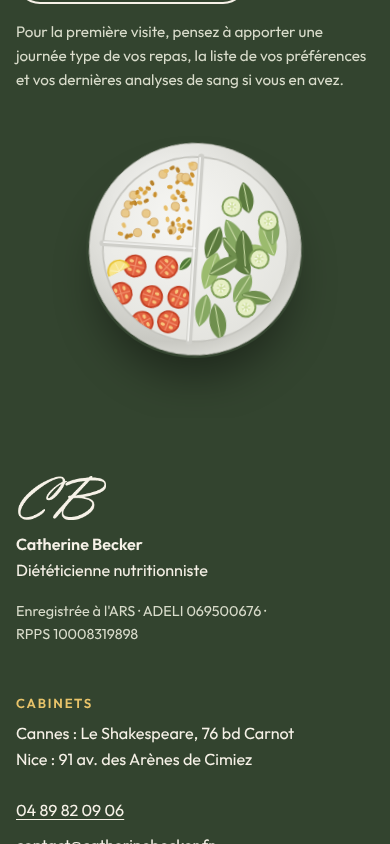 Pour la première visite, pensez à apporter une
journée type de vos repas, la liste de vos préférences
et vos dernières analyses de sang si vous en avez.
CB
Catherine Becker
Diététicienne nutritionniste
Enregistrée à l'ARS · ADELI 069500676 ·
RPPS 10008319898
CABINETS
Cannes : Le Shakespeare, 76 bd Carnot
Nice : 91 av. des Arènes de Cimiez
04 89 82 09 06